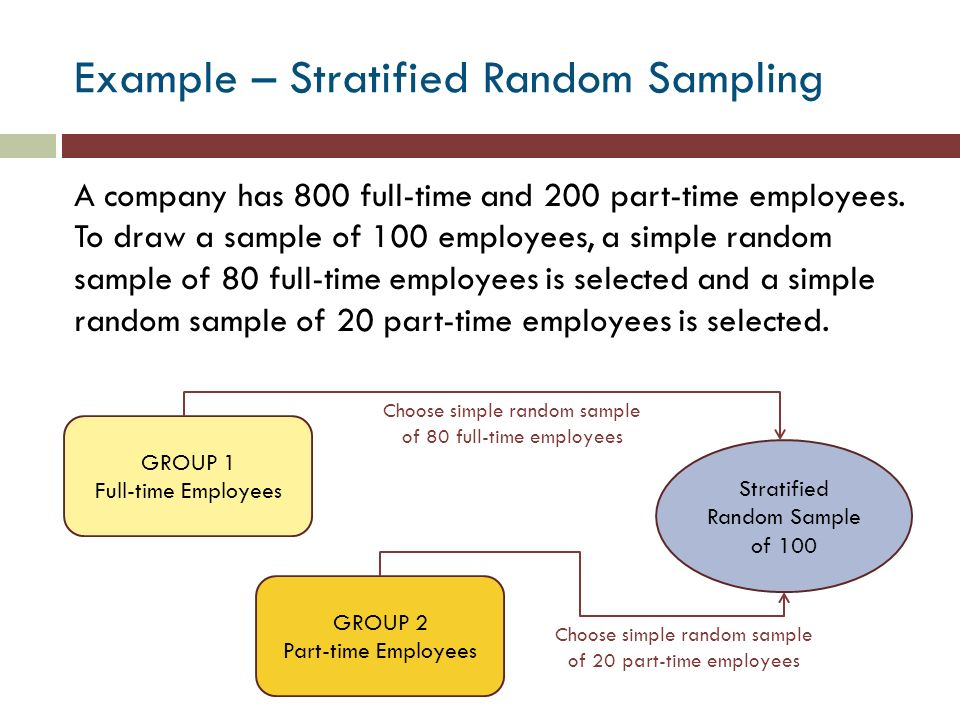 Example – Stratified Random Sampling
A company has 800 full-time and 200 part-time employees.
To draw a sample of 100 employees, a simple random
sample of 80 full-time employees is selected and a simple
random sample of 20 part-time employees is selected.
Choose simple random sample
of 80 full-time employees
GROUP 1
Full-time Employees
Stratified
Random Sample
of 100
GROUP 2
Part-time Employees
Choose simple random sample
of 20 part-time employees